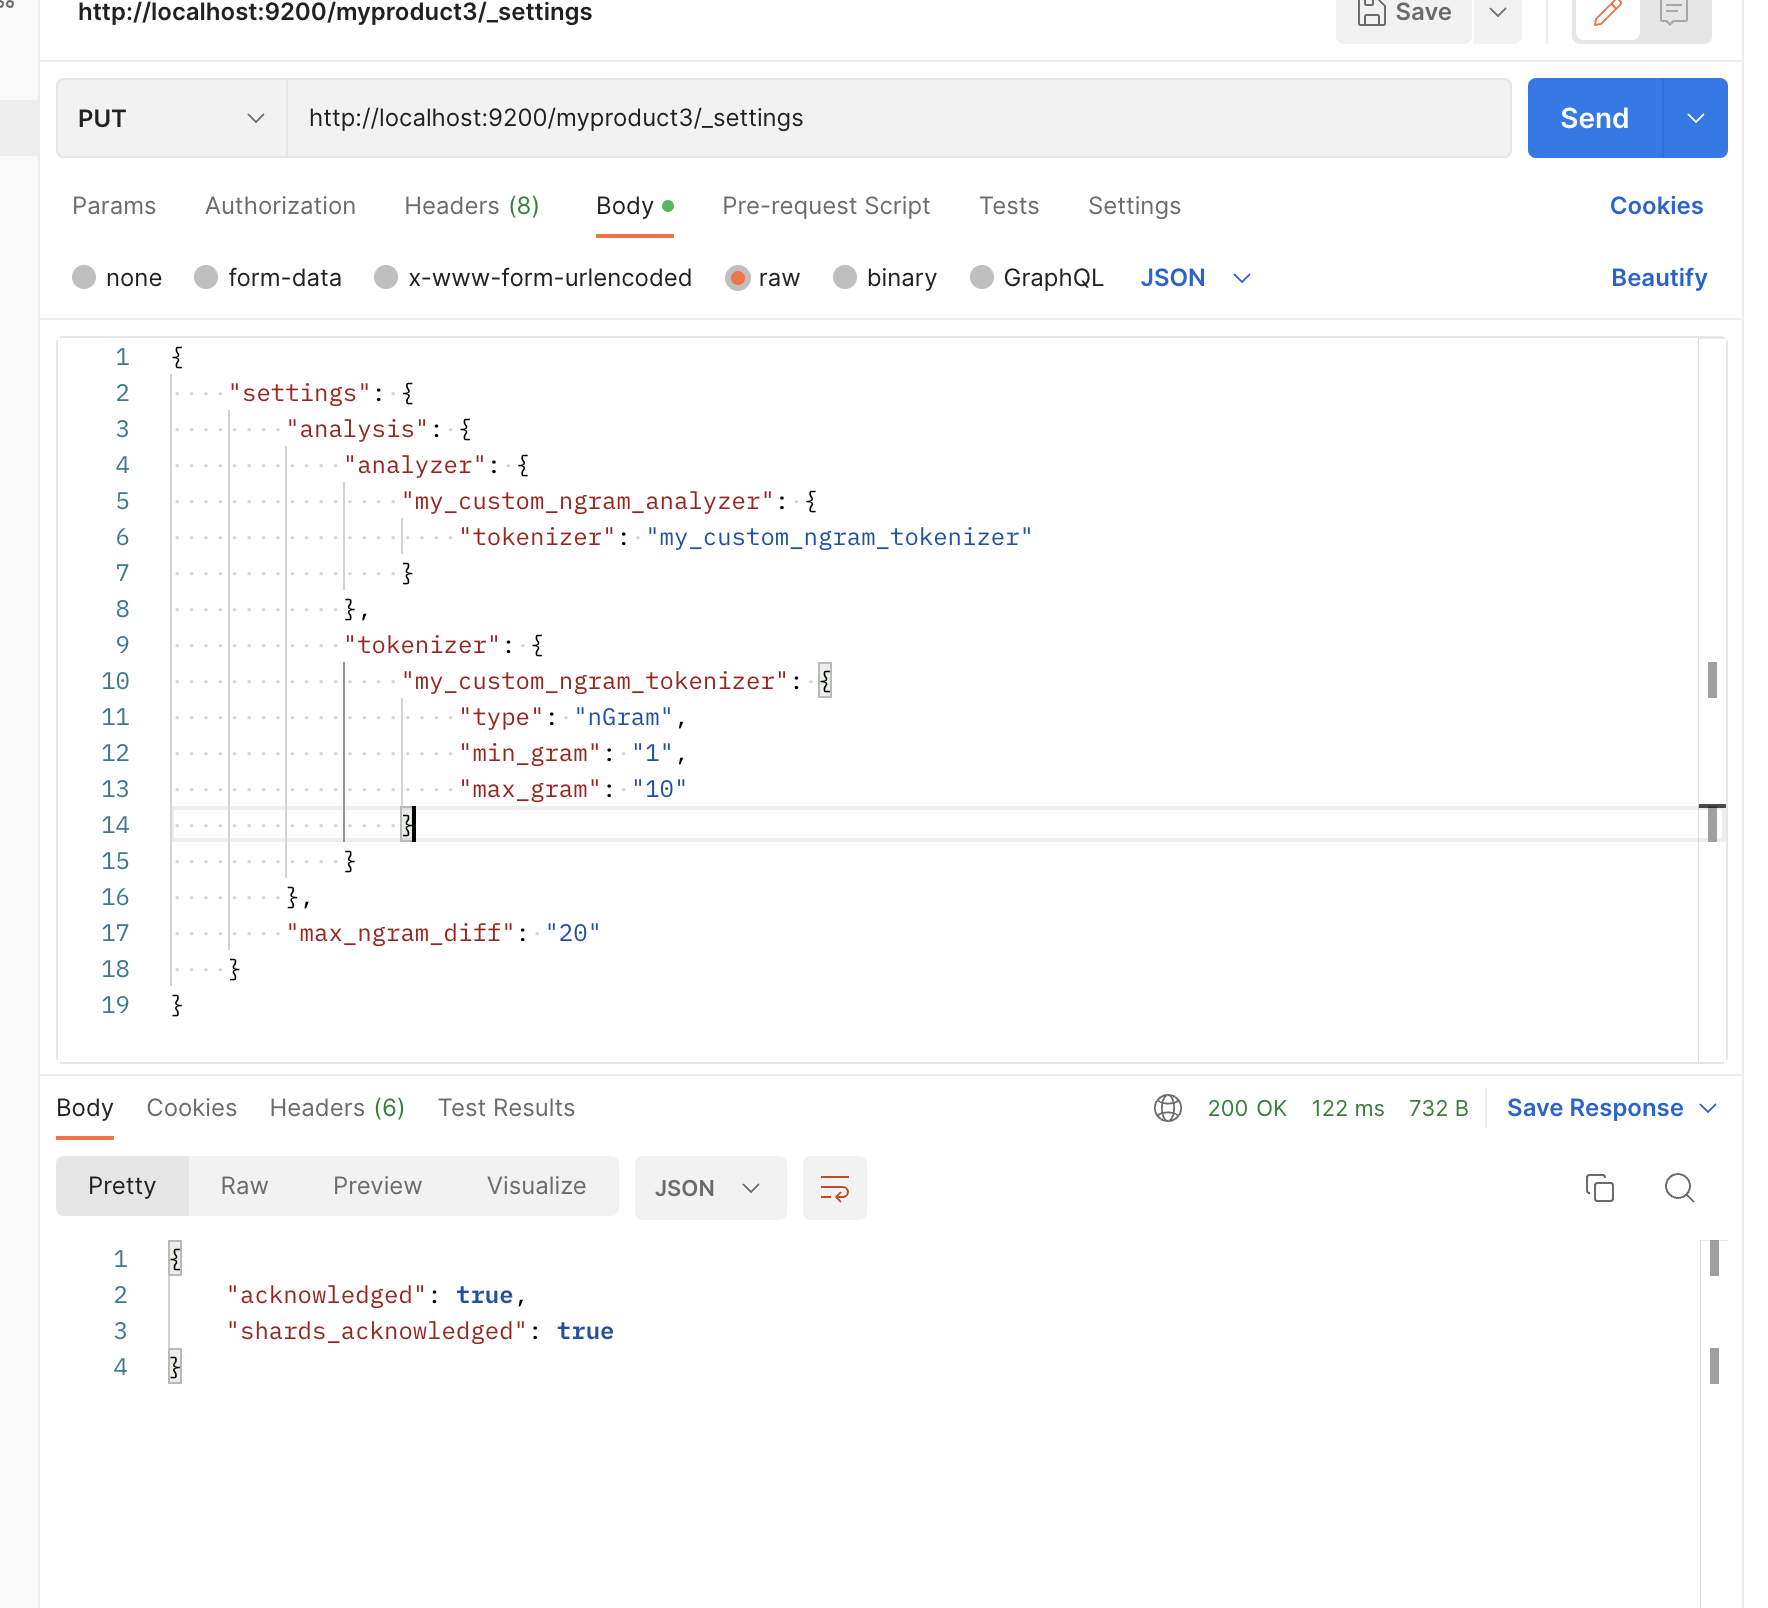 http://localhost:9200/myproduct3/_settings
Save
PUT
http://localhost:9200/myproduct3/_settings
Send
Params Authorization Headers (8) Body Pre-request Script Tests Settings Cookies
none form-data x-www-form-urlencoded raw binary GraphQL JSON Beautify
1 {
2 "settings": {
3 "analysis": {
4 "analyzer": {
5 "my_custom_ngram_analyzer": {
6 "tokenizer": "my_custom_ngram_tokenizer"
7 }
8 },
9 "tokenizer": {
10 "my_custom_ngram_tokenizer": {
11 "type": "nGram",
12 "min_gram": "1",
13 "max_gram": "10"
14 }
15 }
16 },
17 "max_ngram_diff": "20"
18 }
19 }
Body Cookies Headers (6) Test Results 200 OK 122 ms 732 B Save Response
Pretty Raw Preview Visualize JSON
1 {
2 "acknowledged": true,
3 "shards_acknowledged": true
4 }